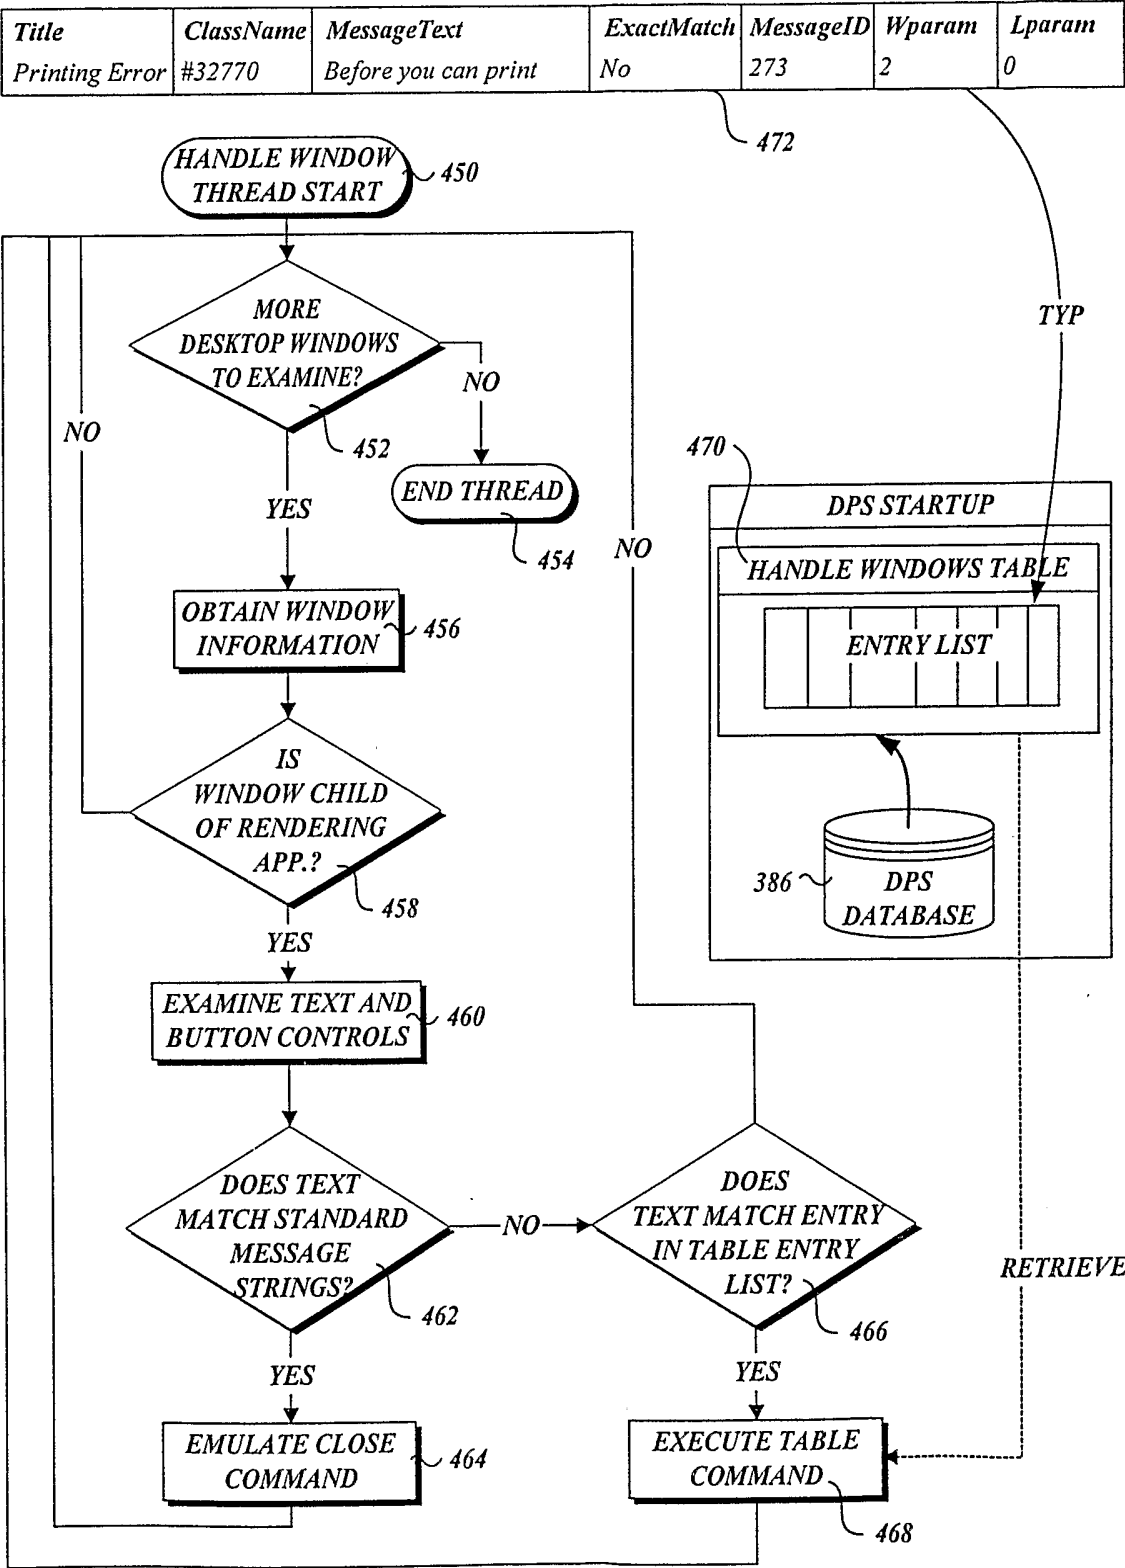 Title ClassName MessageText ExactMatch MessageID Wparam Lparam
Printing Error #32770 Before you can print No 273 2 0
472
HANDLE WINDOW
THREAD START
450
TYP
MORE
DESKTOP WINDOWS
TO EXAMINE?
452
NO
NO
YES
END THREAD
454
NO
470
DPS STARTUP
HANDLE WINDOWS TABLE
ENTRY LIST
OBTAIN WINDOW
INFORMATION
456
IS
WINDOW CHILD
OF RENDERING
APP.?
458
YES
386
DPS
DATABASE
EXAMINE TEXT AND
BUTTON CONTROLS
460
DOES TEXT
MATCH STANDARD
MESSAGE
STRINGS?
462
NO
DOES
TEXT MATCH ENTRY
IN TABLE ENTRY
LIST?
466
RETRIEVE
YES
YES
EMULATE CLOSE
COMMAND
464
EXECUTE TABLE
COMMAND
468